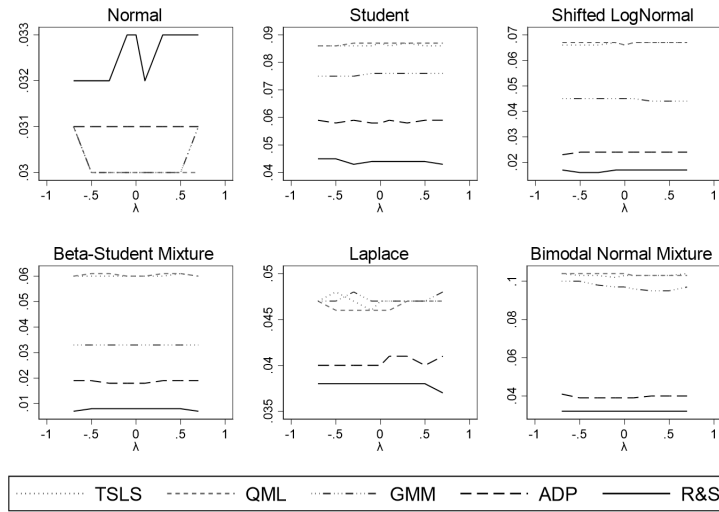 Normal
.033
.032
.031
.03
-1 -.5 0 .5 1
λ
Student
.09
.08
.07
.06
.05
.04
-1 -.5 0 .5 1
λ
Shifted LogNormal
.07
.06
.05
.04
.03
.02
-1 -.5 0 .5 1
λ
Beta-Student Mixture
.06
.05
.04
.03
.02
.01
-1 -.5 0 .5 1
λ
Laplace
.05
.045
.04
.035
-1 -.5 0 .5 1
λ
Bimodal Normal Mixture
.1
.08
.06
.04
-1 -.5 0 .5 1
λ
TSLS QML GMM ADP R&S